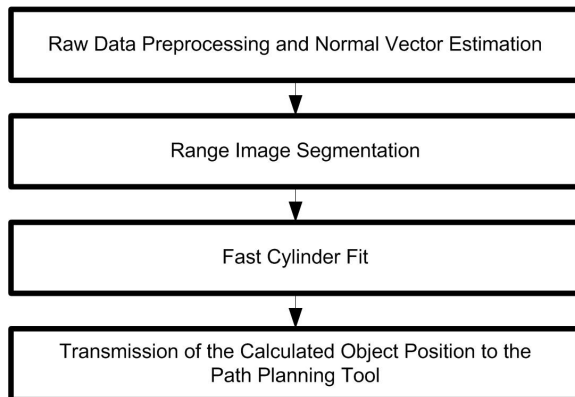 Raw Data Preprocessing and Normal Vector Estimation
Range Image Segmentation
Fast Cylinder Fit
Transmission of the Calculated Object Position to the
Path Planning Tool